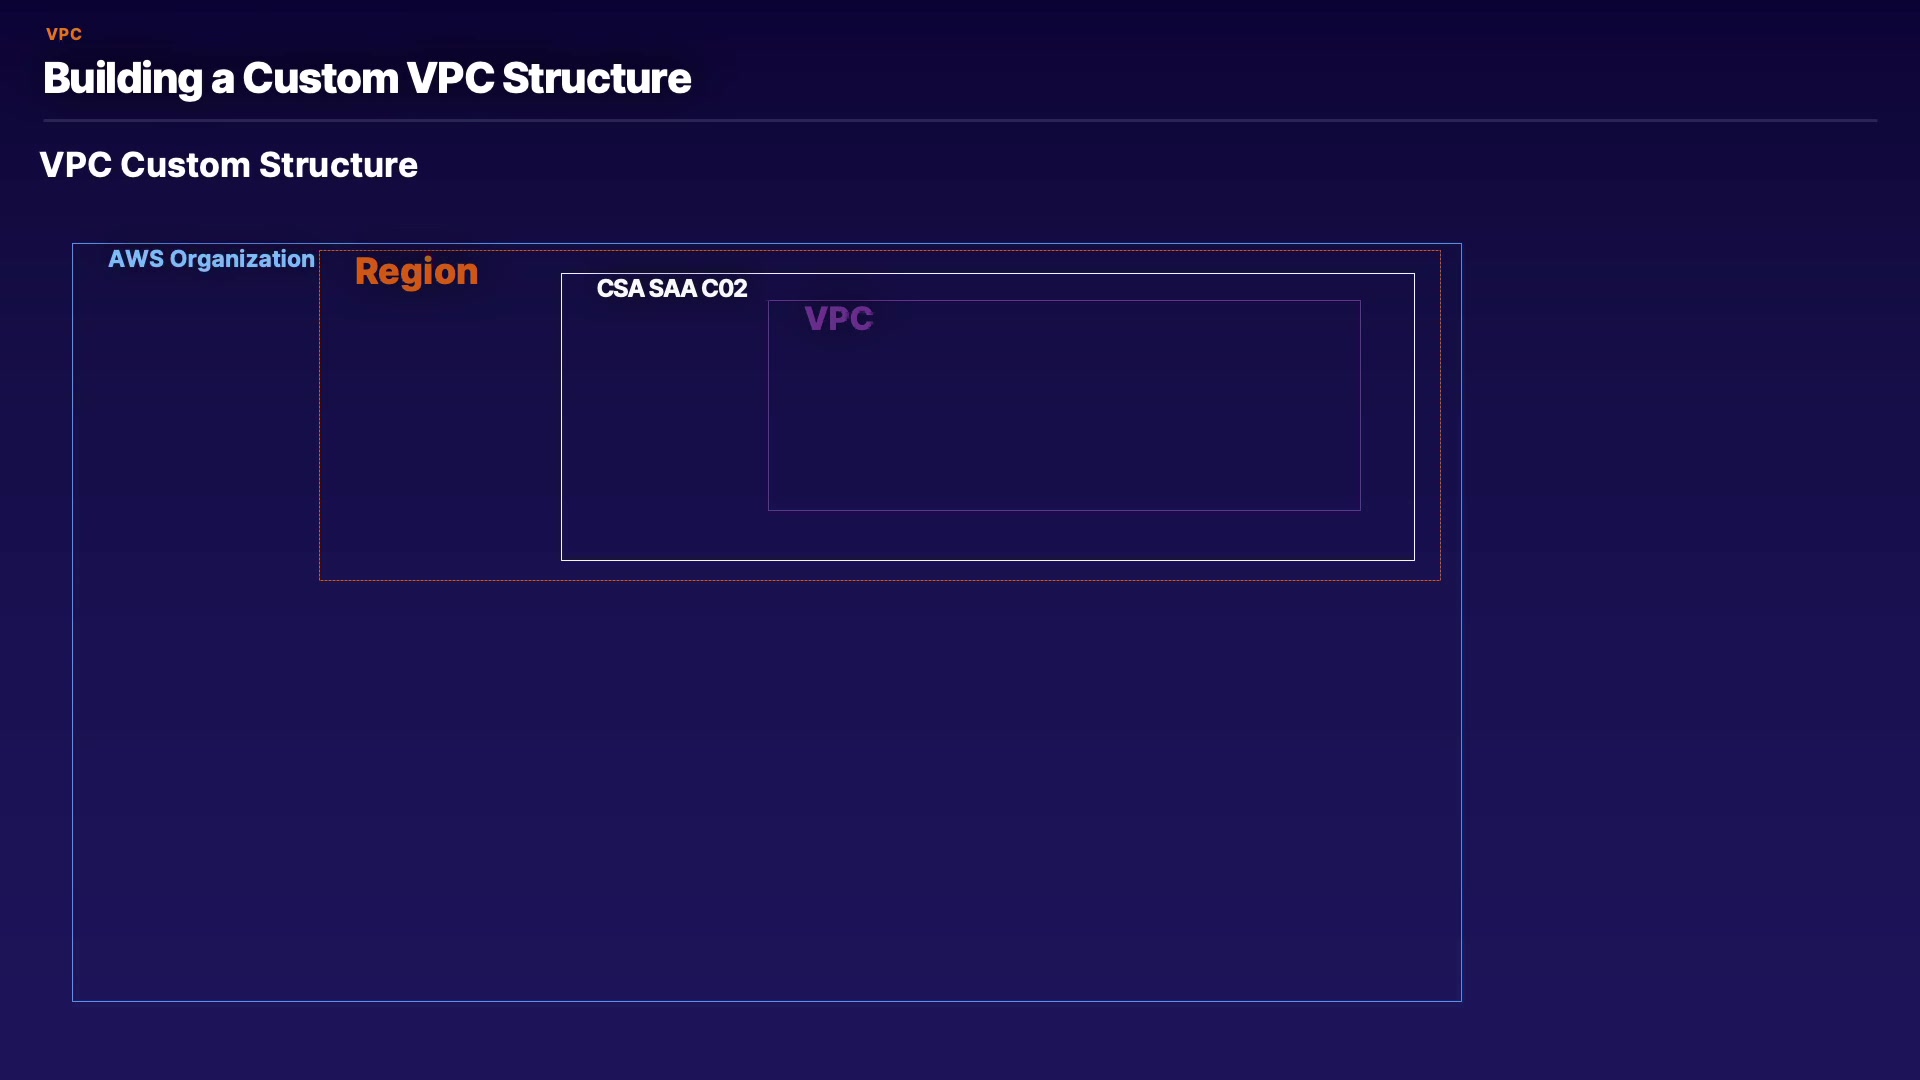 VPC
Building a Custom VPC Structure
VPC Custom Structure
AWS Organization
Region
CSA SAA C02
VPC